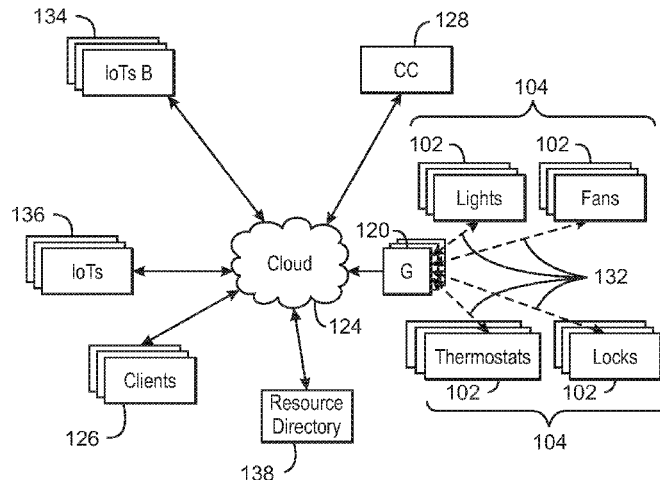 134
IoTs B
128
CC
104
102
Lights
102
Fans
136
IoTs
Cloud
120
G
132
124
Clients
126
Resource
Directory
138
Thermostats
102
Locks
102
104